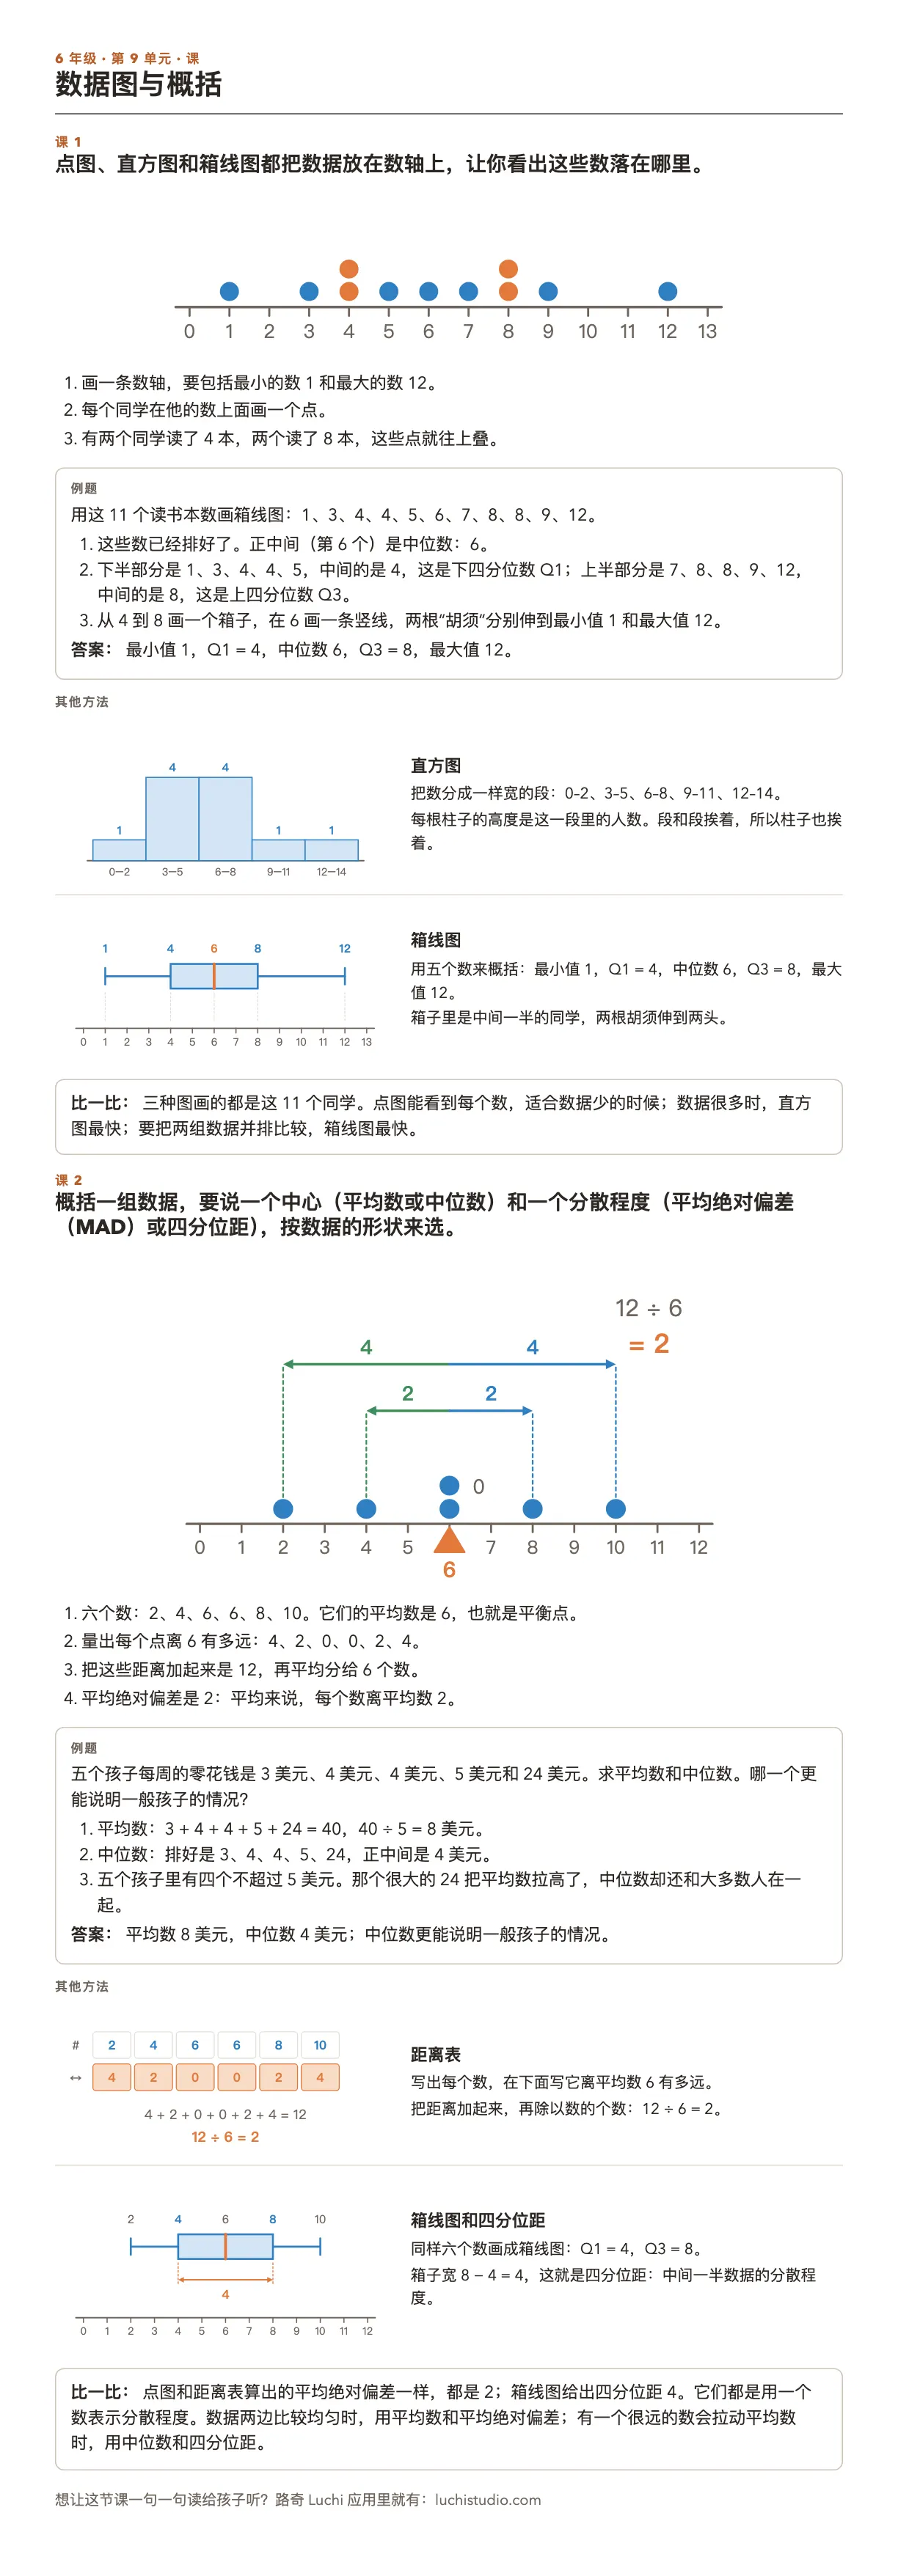 6 年级 · 第 9 单元 · 课
数据图与概括
课 1
点图、直方图和箱线图都把数据放在数轴上，让你看出这些数落在哪里。
0 1 2 3 4 5 6 7 8 9 10 11 12 13
1. 画一条数轴，要包括最小的数 1 和最大的数 12。
2. 每个同学在他的数上面画一个点。
3. 有两个同学读了 4 本，两个读了 8 本，这些点就往上叠。
例题
用这 11 个读书本数画箱线图：1、3、4、4、5、6、7、8、8、9、12。
1. 这些数已经排好了。正中间（第 6 个）是中位数：6。
2. 下半部分是 1、3、4、4、5，中间的是 4，这是下四分位数 Q1；上半部分是 7、8、8、9、12，
中间的是 8，这是上四分位数 Q3。
3. 从 4 到 8 画一个箱子，在 6 画一条竖线，两根“胡须”分别伸到最小值 1 和最大值 12。
答案： 最小值 1，Q1 = 4，中位数 6，Q3 = 8，最大值 12。
其他方法
4 4
1 1 1
0–2 3–5 6–8 9–11 12–14
直方图
把数分成一样宽的段：0-2、3-5、6-8、9-11、12-14。
每根柱子的高度是这一段里的人数。段和段挨着，所以柱子也挨
着。
1 4 6 8 12
0 1 2 3 4 5 6 7 8 9 10 11 12 13
箱线图
用五个数来概括：最小值 1，Q1 = 4，中位数 6，Q3 = 8，最大
值 12。
箱子里是中间一半的同学，两根胡须伸到两头。
比一比： 三种图画的都是这 11 个同学。点图能看到每个数，适合数据少的时候；数据很多时，直方
图最快；要把两组数据并排比较，箱线图最快。
课 2
概括一组数据，要说一个中心（平均数或中位数）和一个分散程度（平均绝对偏差
（MAD）或四分位距），按数据的形状来选。
12 ÷ 6
= 2
4 4
2 2
0
0 1 2 3 4 5 7 8 9 10 11 12
6
1. 六个数：2、4、6、6、8、10。它们的平均数是 6，也就是平衡点。
2. 量出每个点离 6 有多远：4、2、0、0、2、4。
3. 把这些距离加起来是 12，再平均分给 6 个数。
4. 平均绝对偏差是 2：平均来说，每个数离平均数 2。
例题
五个孩子每周的零花钱是 3 美元、4 美元、4 美元、5 美元和 24 美元。求平均数和中位数。哪一个更
能说明一般孩子的情况？
1. 平均数：3 + 4 + 4 + 5 + 24 = 40，40 ÷ 5 = 8 美元。
2. 中位数：排好是 3、4、4、5、24，正中间是 4 美元。
3. 五个孩子里有四个不超过 5 美元。那个很大的 24 把平均数拉高了，中位数却还和大多数人在一
起。
答案： 平均数 8 美元，中位数 4 美元；中位数更能说明一般孩子的情况。
其他方法
# 2 4 6 6 8 10
↔ 4 2 0 0 2 4
4 + 2 + 0 + 0 + 2 + 4 = 12
12 ÷ 6 = 2
距离表
写出每个数，在下面写它离平均数 6 有多远。
把距离加起来，再除以数的个数：12 ÷ 6 = 2。
2 4 6 8 10
4
0 1 2 3 4 5 6 7 8 9 10 11 12
箱线图和四分位距
同样六个数画成箱线图：Q1 = 4，Q3 = 8。
箱子宽 8 − 4 = 4，这就是四分位距：中间一半数据的分散程
度。
比一比： 点图和距离表算出的平均绝对偏差一样，都是 2；箱线图给出四分位距 4。它们都是用一个
数表示分散程度。数据两边比较均匀时，用平均数和平均绝对偏差；有一个很远的数会拉动平均数
时，用中位数和四分位距。
想让这节课一句一句读给孩子听？路奇 Luchi 应用里就有：luchistudio.com